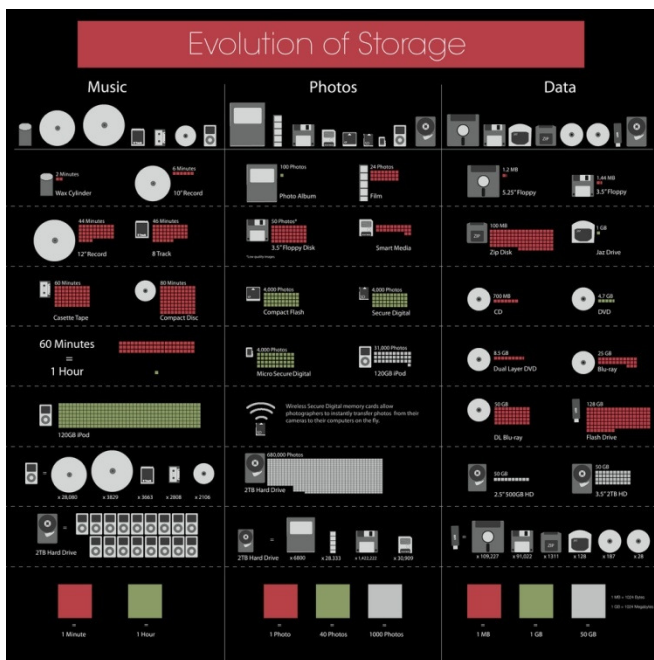 Evolution of Storage
Music
Photos
Data
2 Minutes
Wax Cylinder
6 Minutes
10" Record
100 Photos
Photo Album
24 Photos
Film
1.2 MB
5.25" Floppy
1.44 MB
3.5" Floppy
44 Minutes
12" Record
46 Minutes
8 Track
50 Photos*
3.5" Floppy Disk
Smart Media
100 MB
ZIP
Zip Disk
1 GB
Jaz Drive
60 Minutes
Casette Tape
80 Minutes
Compact Disc
4,000 Photos
Compact Flash
4,000 Photos
Secure Digital
700 MB
CD
4.7 GB
DVD
60 Minutes
=
1 Hour
4,000 Photos
Micro Secure Digital
31,000 Photos
120GB iPod
8.5 GB
Dual Layer DVD
25 GB
Blu-ray
120GB iPod
Wireless Secure Digital memory cards allow
photographers to instantly transfer photos from their
cameras to their computers on the fly.
50 GB
DL Blu-ray
128 GB
Flash Drive
=
x 28,080
x 3829
x 3663
x 2808
x 2106
680,000 Photos
2TB Hard Drive
50 GB
2.5" 500GB HD
50 GB
3.5" 2TB HD
=
2TB Hard Drive
=
2TB Hard Drive
x 6800
x 28,333
x 30,909
=
ZIP
x 109,227
x 91,022
x 1311
x 128
x 187
x 28
=
1 Minute
=
1 Hour
=
1 Photo
=
40 Photos
=
1000 Photos
=
1 MB
=
1 GB
=
50 GB